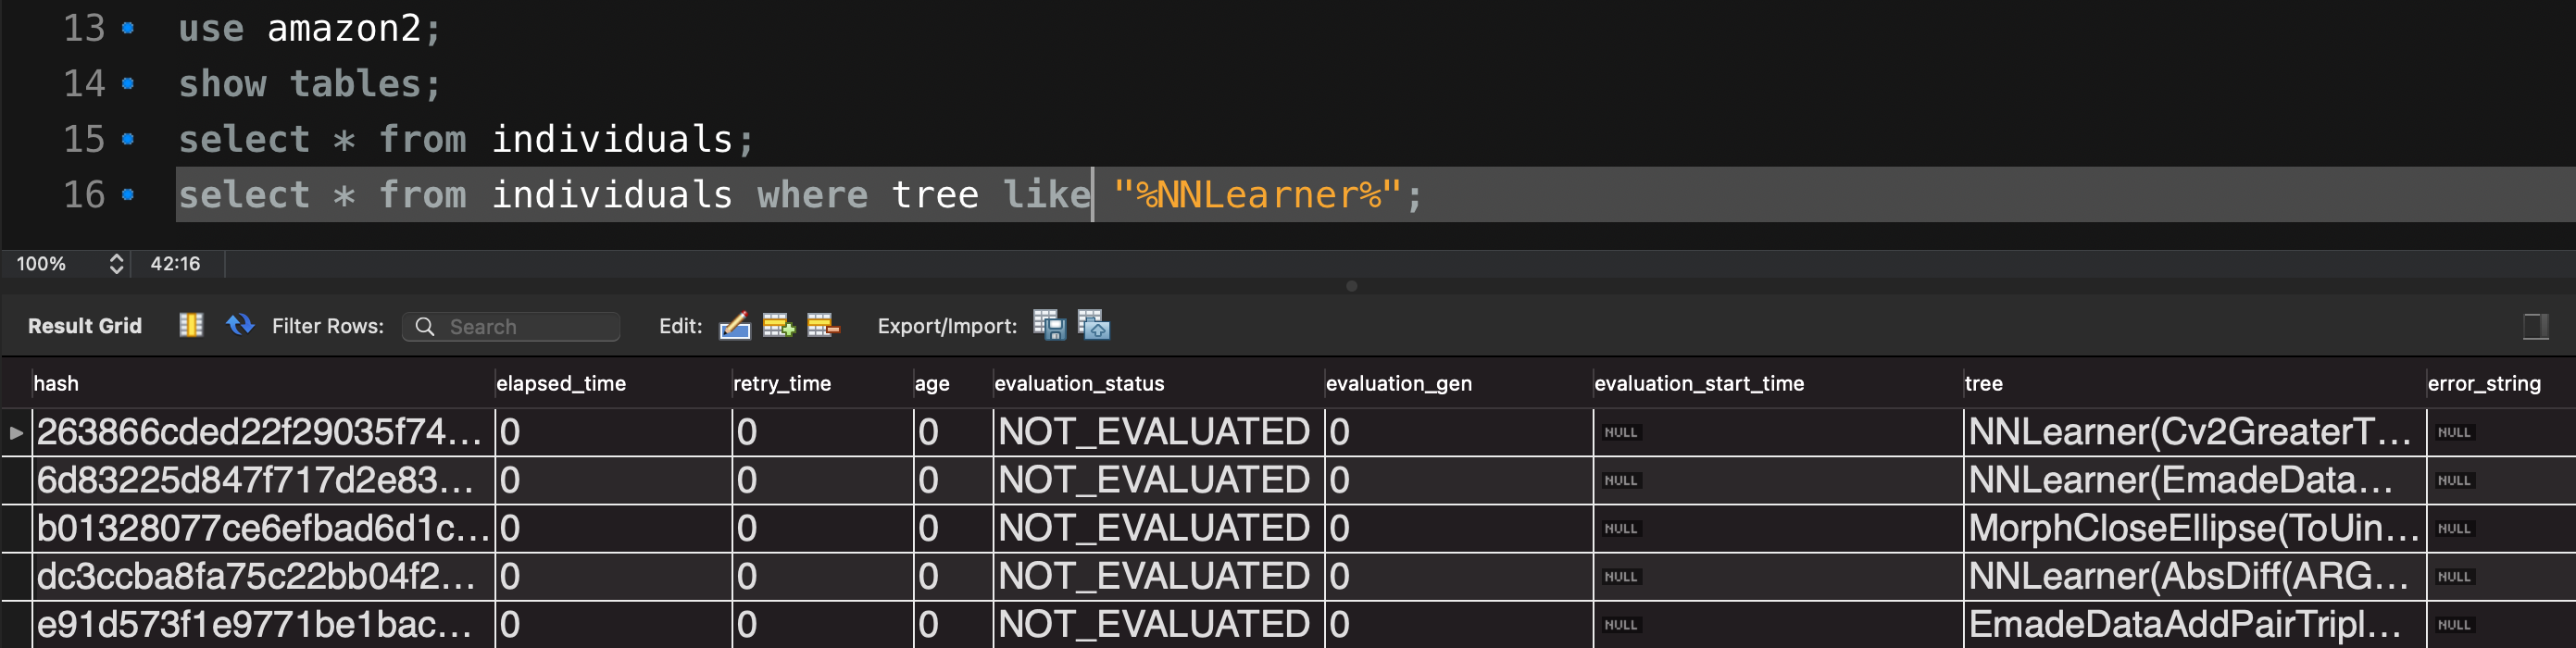 13 use amazon2;
14 show tables;
15 select * from individuals;
16 select * from individuals where tree like "%NNLearner%";
100% 42:16
Result Grid Filter Rows: Search Edit: Export/Import:
hash elapsed_time retry_time age evaluation_status evaluation_gen evaluation_start_time tree error_string
263866cded22f29035f74... 0 0 0 NOT_EVALUATED 0 NULL NNLearner(Cv2GreaterT... NULL
6d83225d847f717d2e83... 0 0 0 NOT_EVALUATED 0 NULL NNLearner(EmadeData... NULL
b01328077ce6efbad6d1c... 0 0 0 NOT_EVALUATED 0 NULL MorphCloseEllipse(ToUin... NULL
dc3ccba8fa75c22bb04f2... 0 0 0 NOT_EVALUATED 0 NULL NNLearner(AbsDiff(ARG... NULL
e91d573f1e9771be1bac... 0 0 0 NOT_EVALUATED 0 NULL EmadeDataAddPairTripl... NULL